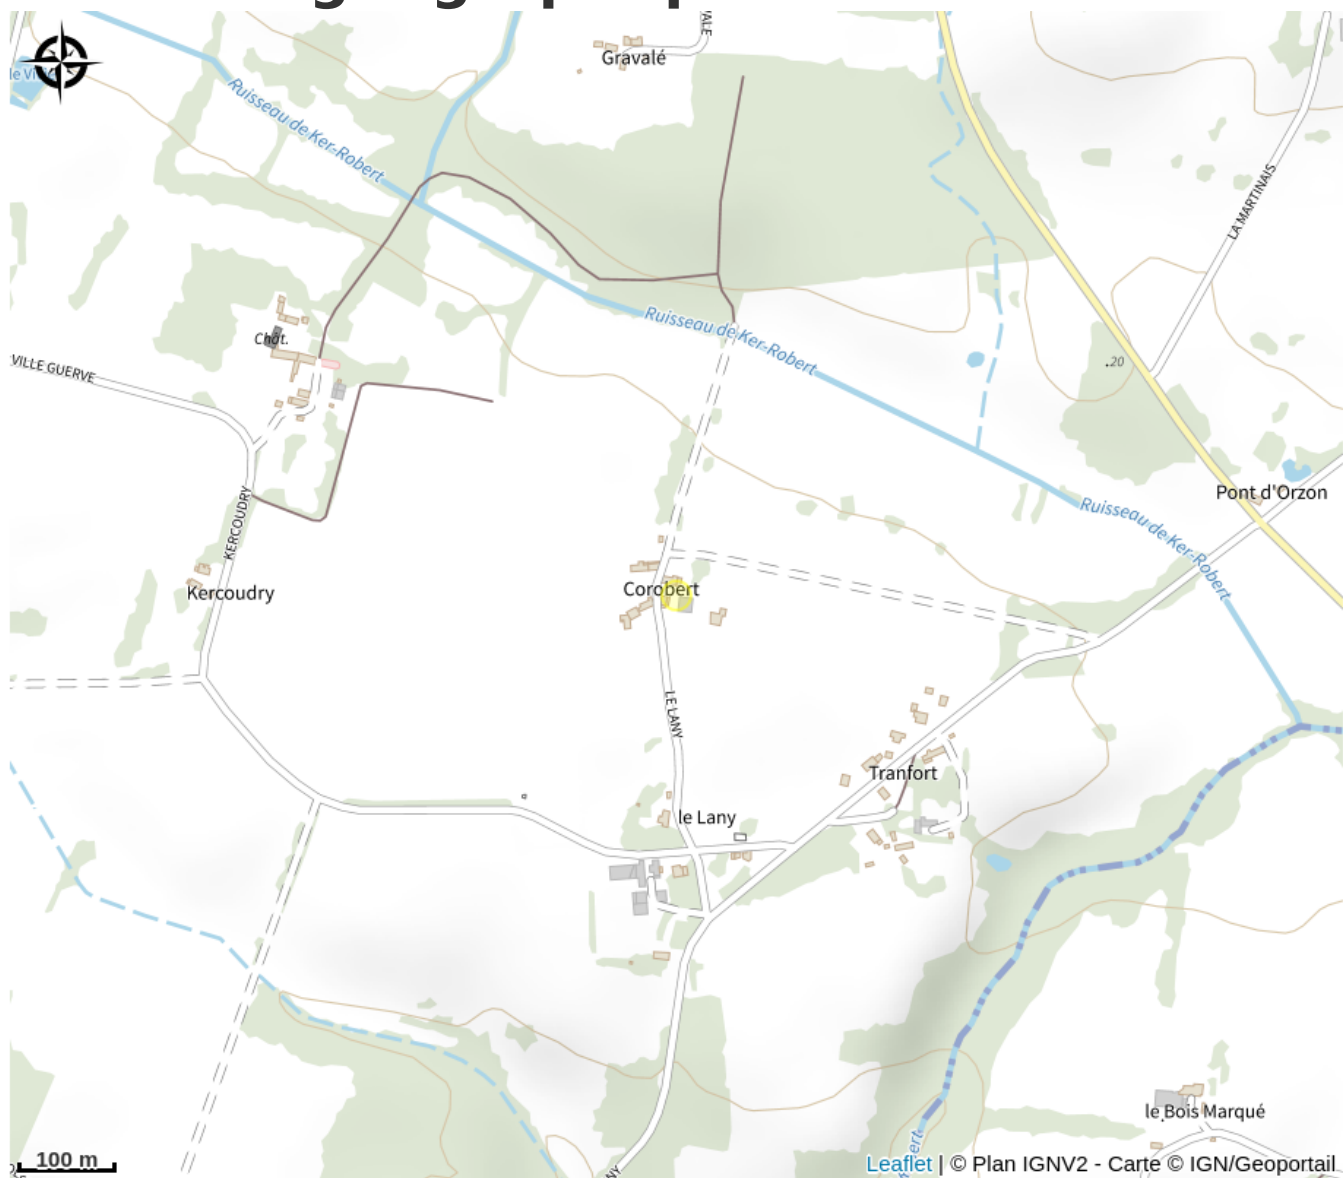 Gravalé
Ruisseau de Ker-Robert
LA MARTINAIS
Ruisseau de Ker-Robert
Chât.
VILLE GUERVE
.20
Pont d'Orzon
Ruisseau de Ker-Robert
KERCOUDRY
Kercoudry
Corobert
LE LANY
Tranfort
le Lany
le Bois Marqué
100 m
Leaflet | © Plan IGNV2 - Carte © IGN/Geoportail